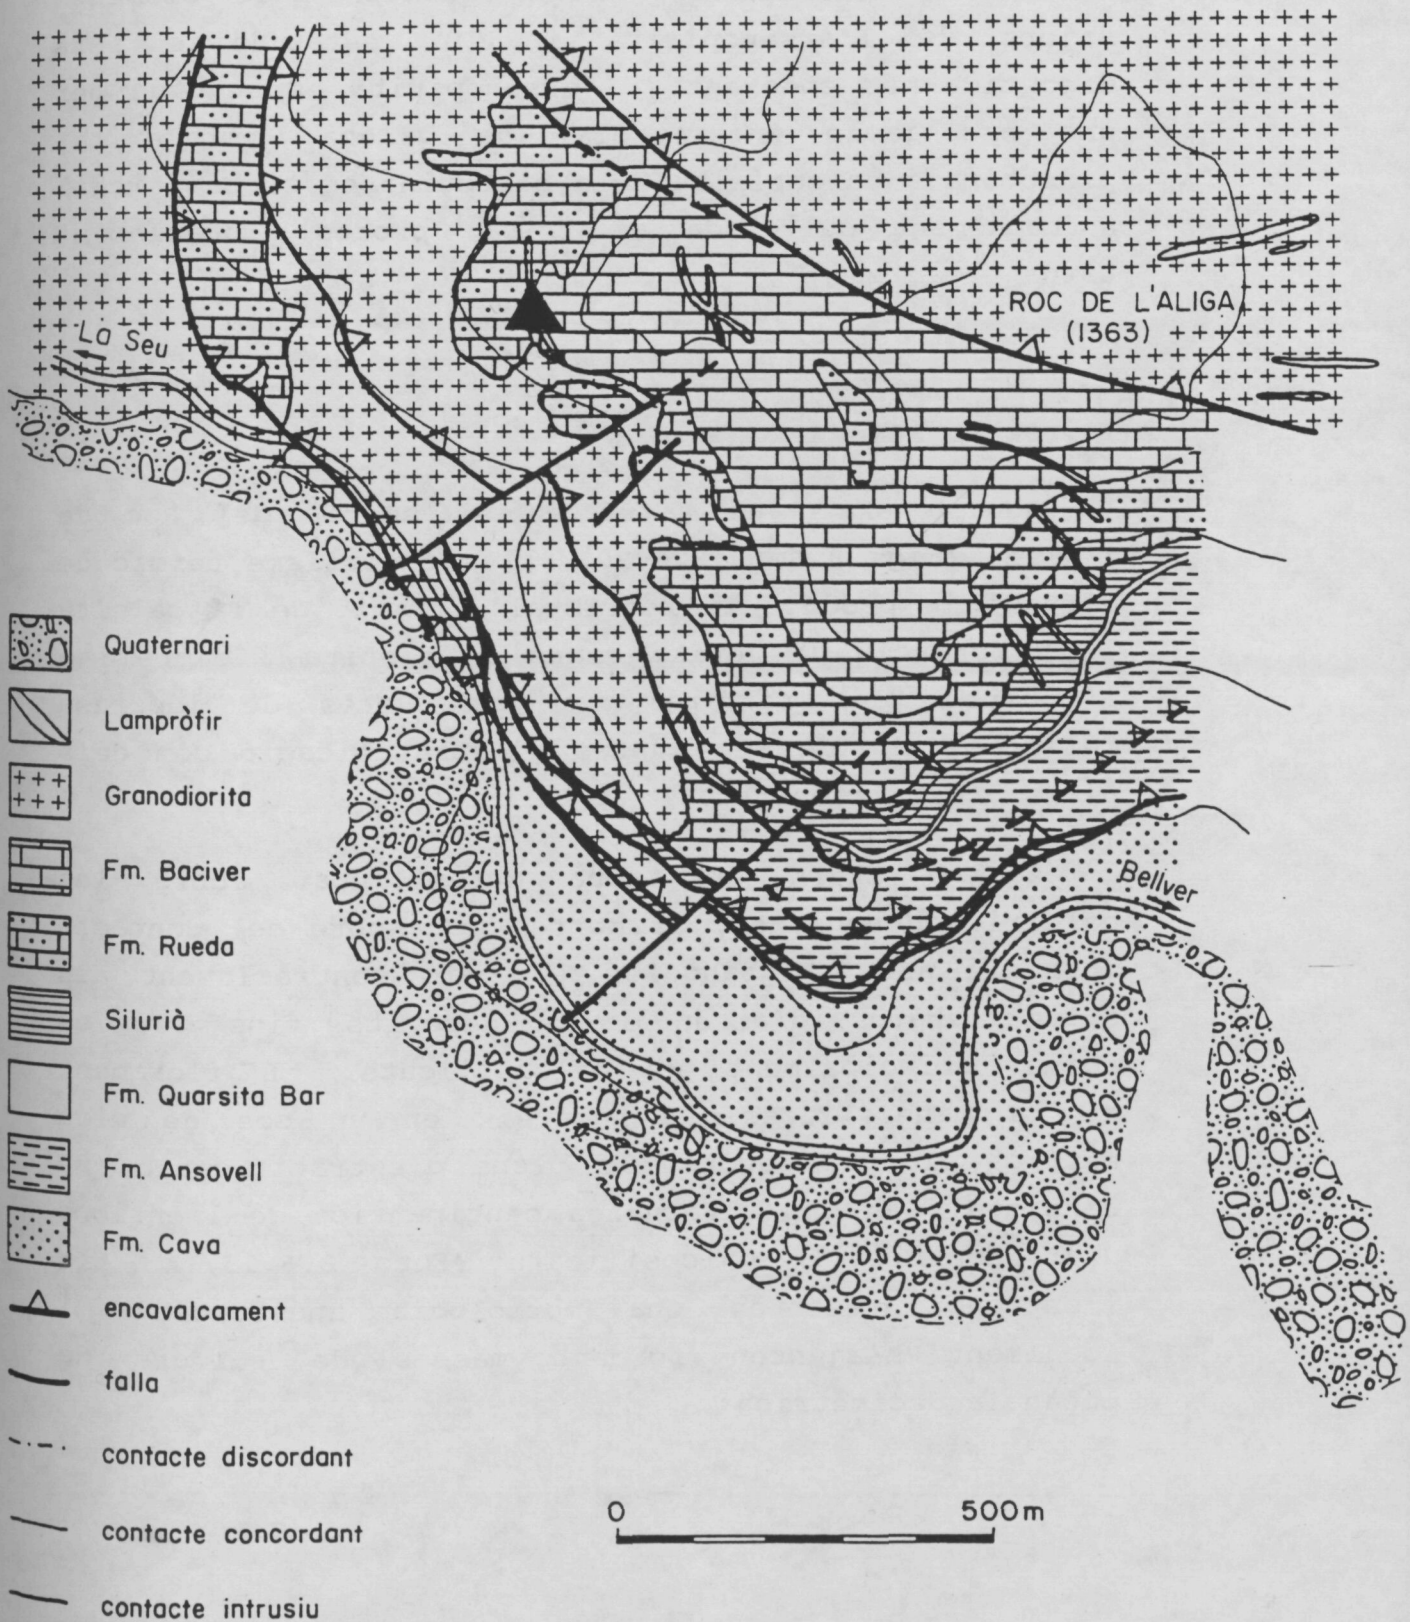 ROC DE L'ALIGA
(1363)
La Seu
Bellver
Quaternari
Lampròfir
Granodiorita
Fm. Baciver
Fm. Rueda
Silurià
Fm. Quarsita Bar
Fm. Ansovell
Fm. Cava
encavalcament
falla
contacte discordant
contacte concordant
contacte intrusiu
0 500m